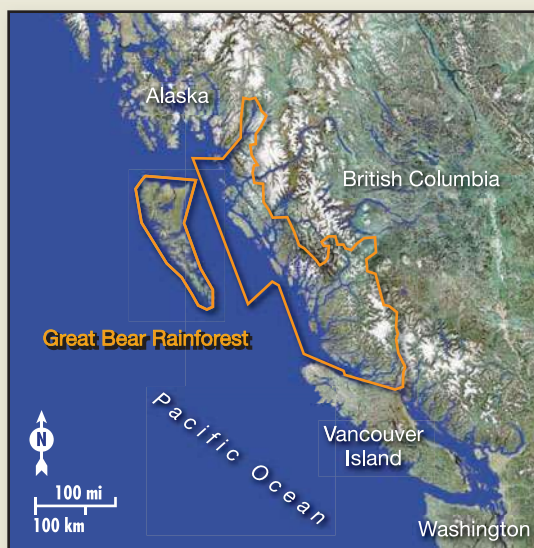 Alaska
British Columbia
Great Bear Rainforest
Pacific Ocean
Vancouver
Island
N
100 mi
100 km
Washington